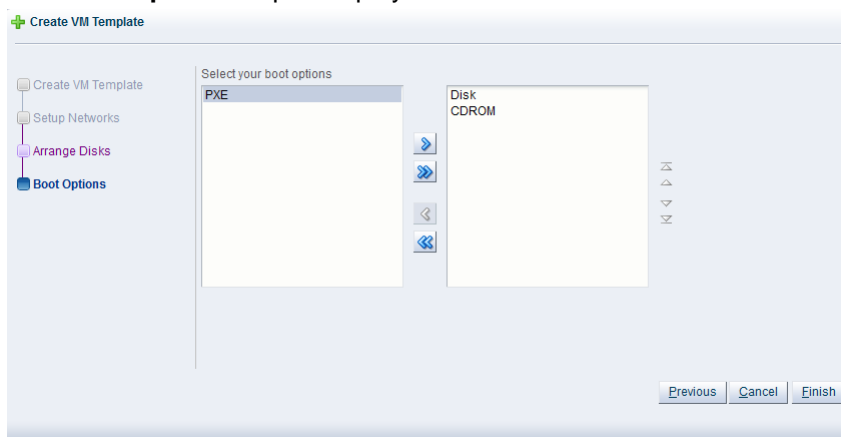 Create VM Template
Create VM Template
Setup Networks
Arrange Disks
Boot Options
Select your boot options
PXE
Disk
CDROM
Previous
Cancel
Finish